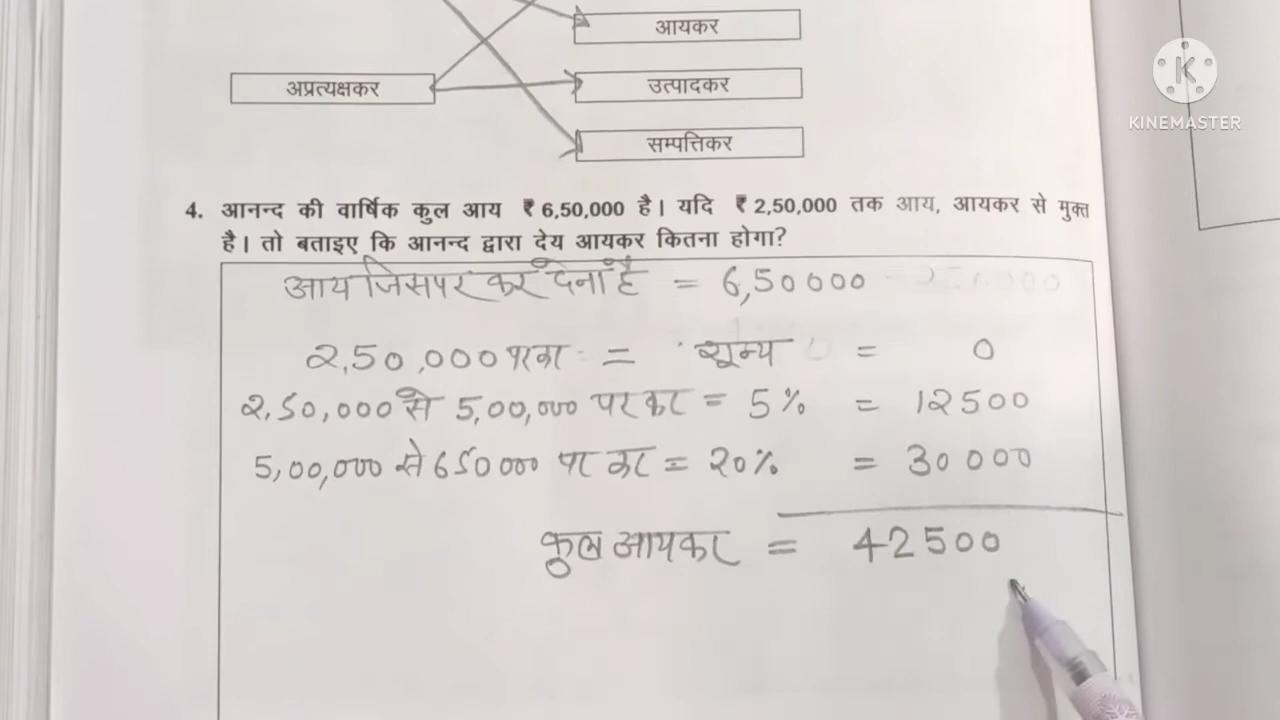 आयकर
अप्रत्यक्षकर
उत्पादकर
सम्पत्तिकर
K
KINEMASTER
4. आनन्द की वार्षिक कुल आय ₹ 6,50,000 है। यदि ₹ 2,50,000 तक आय, आयकर से मुक्त
है। तो बताइए कि आनन्द द्वारा देय आयकर कितना होगा?
आय जिसपर कर देना है = 6,50000
२,50,000 पर कर = शून्य = 0
२,50,000 से 5,00,000 पर कर = 5% = 12500
5,00,000 से 650000 पर कर = 20% = 30000
कुल आयकर = 42500